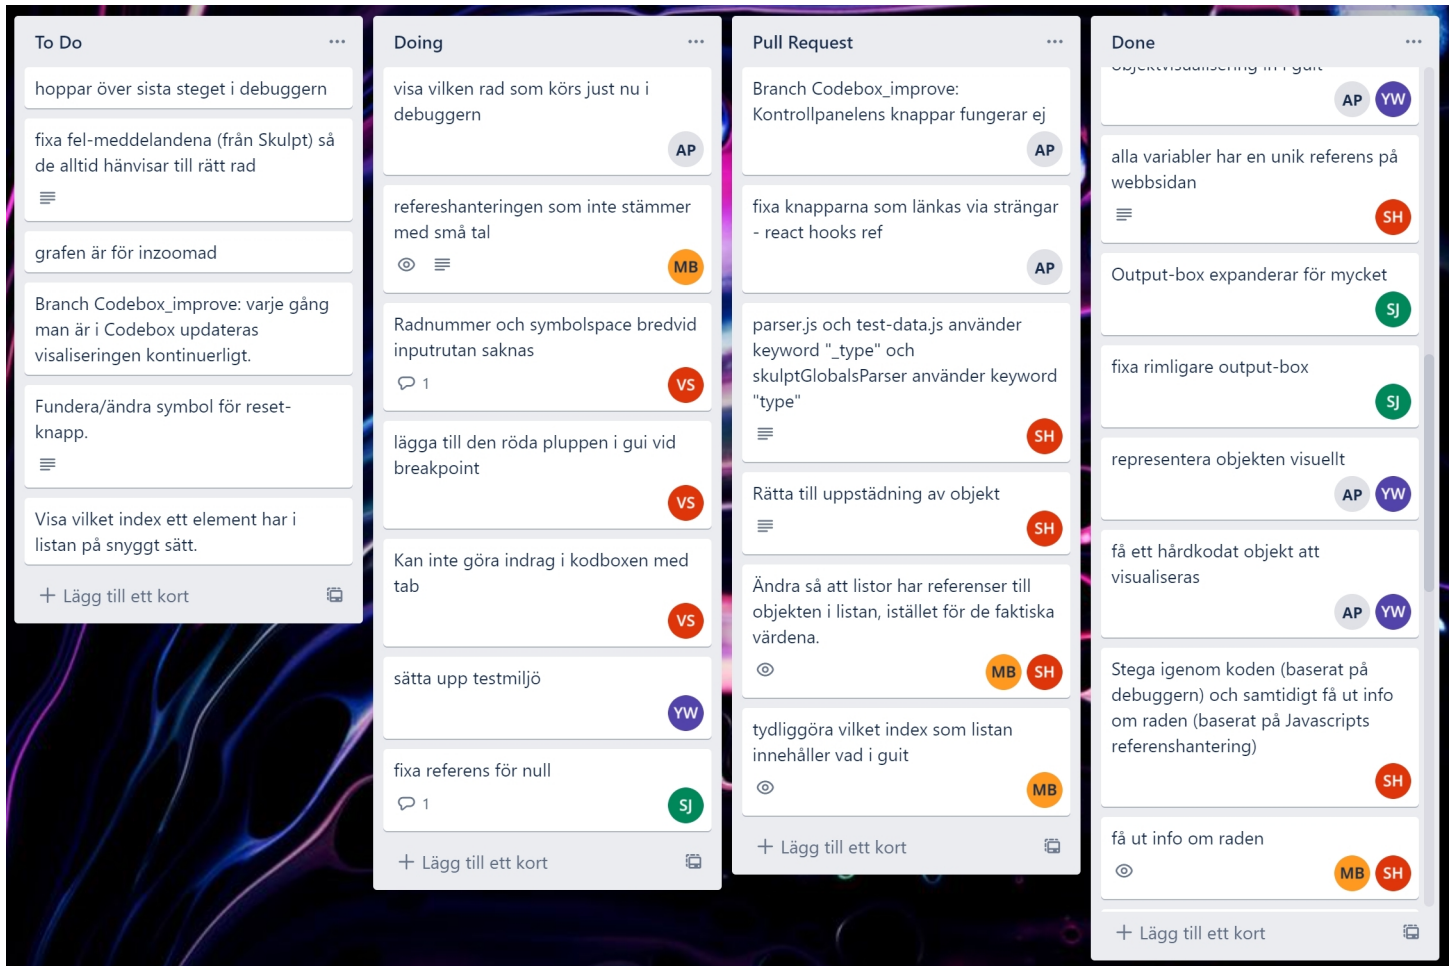 To Do
hoppar över sista steget i debuggern
fixa fel-meddelandena (från Skulpt) så
de alltid hänvisar till rätt rad
grafen är för inzoomad
Branch Codebox_improve: varje gång
man är i Codebox updateras
visaliseringen kontinuerligt.
Fundera/ändra symbol för reset-
knapp.
Visa vilket index ett element har i
listan på snyggt sätt.
+ Lägg till ett kort
Doing
visa vilken rad som körs just nu i
debuggern
AP
refereshanteringen som inte stämmer
med små tal
MB
Radnummer och symbolspace bredvid
inputrutan saknas
1
VS
lägga till den röda pluppen i gui vid
breakpoint
VS
Kan inte göra indrag i kodboxen med
tab
VS
sätta upp testmiljö
YW
fixa referens för null
1
SJ
+ Lägg till ett kort
Pull Request
Branch Codebox_improve:
Kontrollpanelens knappar fungerar ej
AP
fixa knapparna som länkas via strängar
- react hooks ref
AP
parser.js och test-data.js använder
keyword "_type" och
skulptGlobalsParser använder keyword
"type"
SH
Rätta till uppstädning av objekt
SH
Ändra så att listor har referenser till
objekten i listan, istället för de faktiska
värdena.
MB SH
tydliggöra vilket index som listan
innehåller vad i guit
MB
+ Lägg till ett kort
Done
objektvisualisering in i guit
AP YW
alla variabler har en unik referens på
webbsidan
SH
Output-box expanderar för mycket
SJ
fixa rimligare output-box
SJ
representera objekten visuellt
AP YW
få ett hårdkodat objekt att
visualiseras
AP YW
Stega igenom koden (baserat på
debuggern) och samtidigt få ut info
om raden (baserat på Javascripts
referenshantering)
SH
få ut info om raden
MB SH
+ Lägg till ett kort